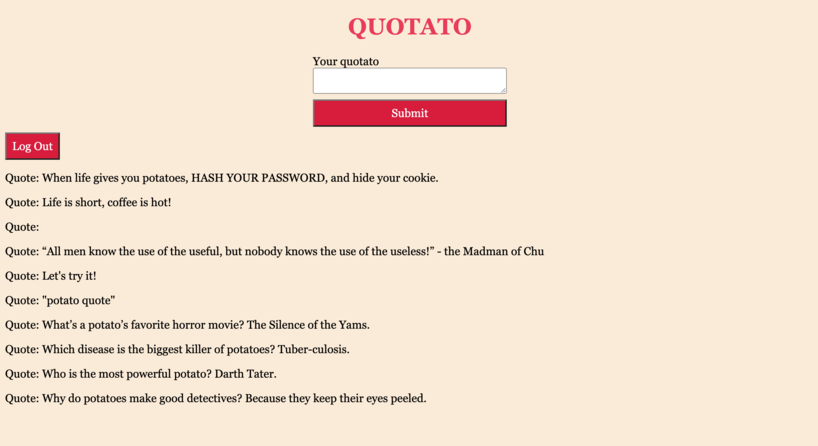 QUOTATO
Your quotato
Submit
Log Out
Quote: When life gives you potatoes, HASH YOUR PASSWORD, and hide your cookie.
Quote: Life is short, coffee is hot!
Quote:
Quote: “All men know the use of the useful, but nobody knows the use of the useless!” - the Madman of Chu
Quote: Let's try it!
Quote: "potato quote"
Quote: What’s a potato’s favorite horror movie? The Silence of the Yams.
Quote: Which disease is the biggest killer of potatoes? Tuber-culosis.
Quote: Who is the most powerful potato? Darth Tater.
Quote: Why do potatoes make good detectives? Because they keep their eyes peeled.